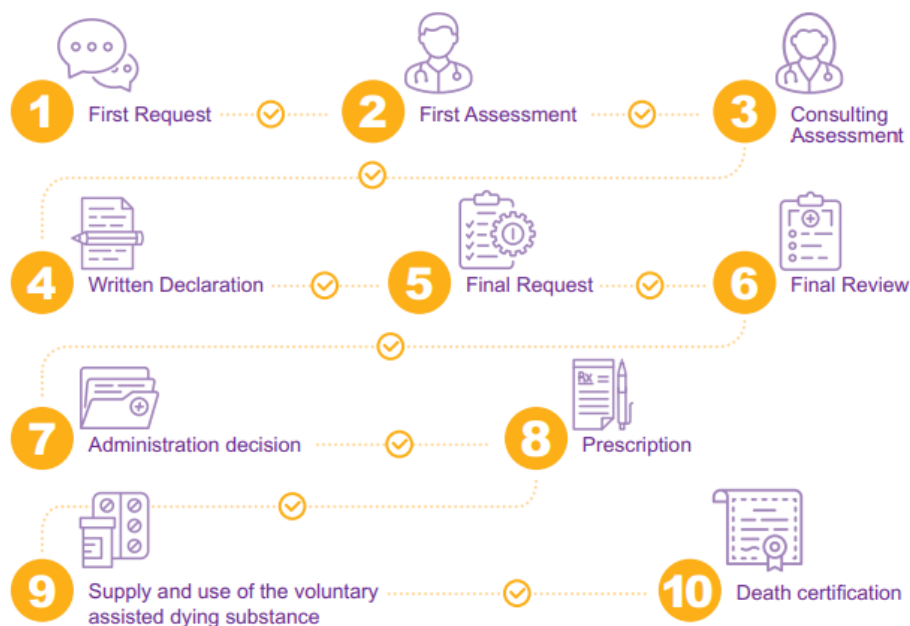 1 First Request
2 First Assessment
3 Consulting
Assessment
4 Written Declaration
5 Final Request
6 Final Review
7 Administration decision
8 Rx
Prescription
9 Supply and use of the voluntary
assisted dying substance
10 Death certification